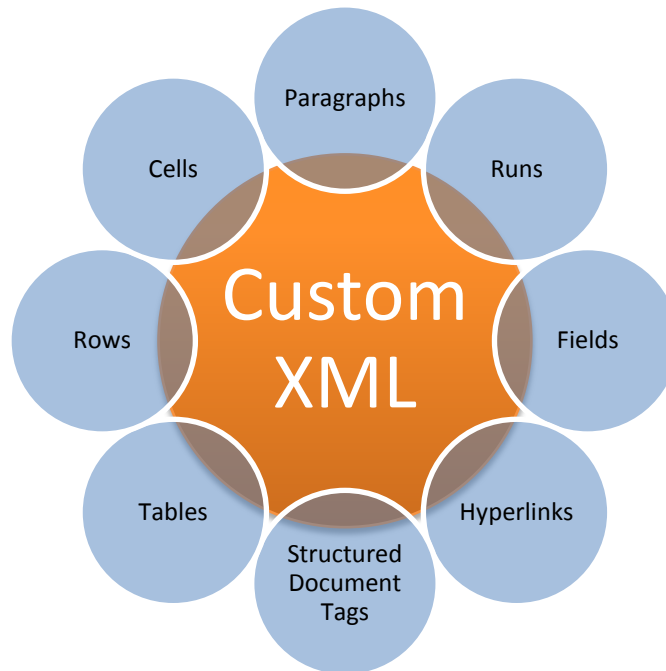 Paragraphs
Cells
Runs
Custom
XML
Rows
Fields
Tables
Hyperlinks
Structured
Document
Tags